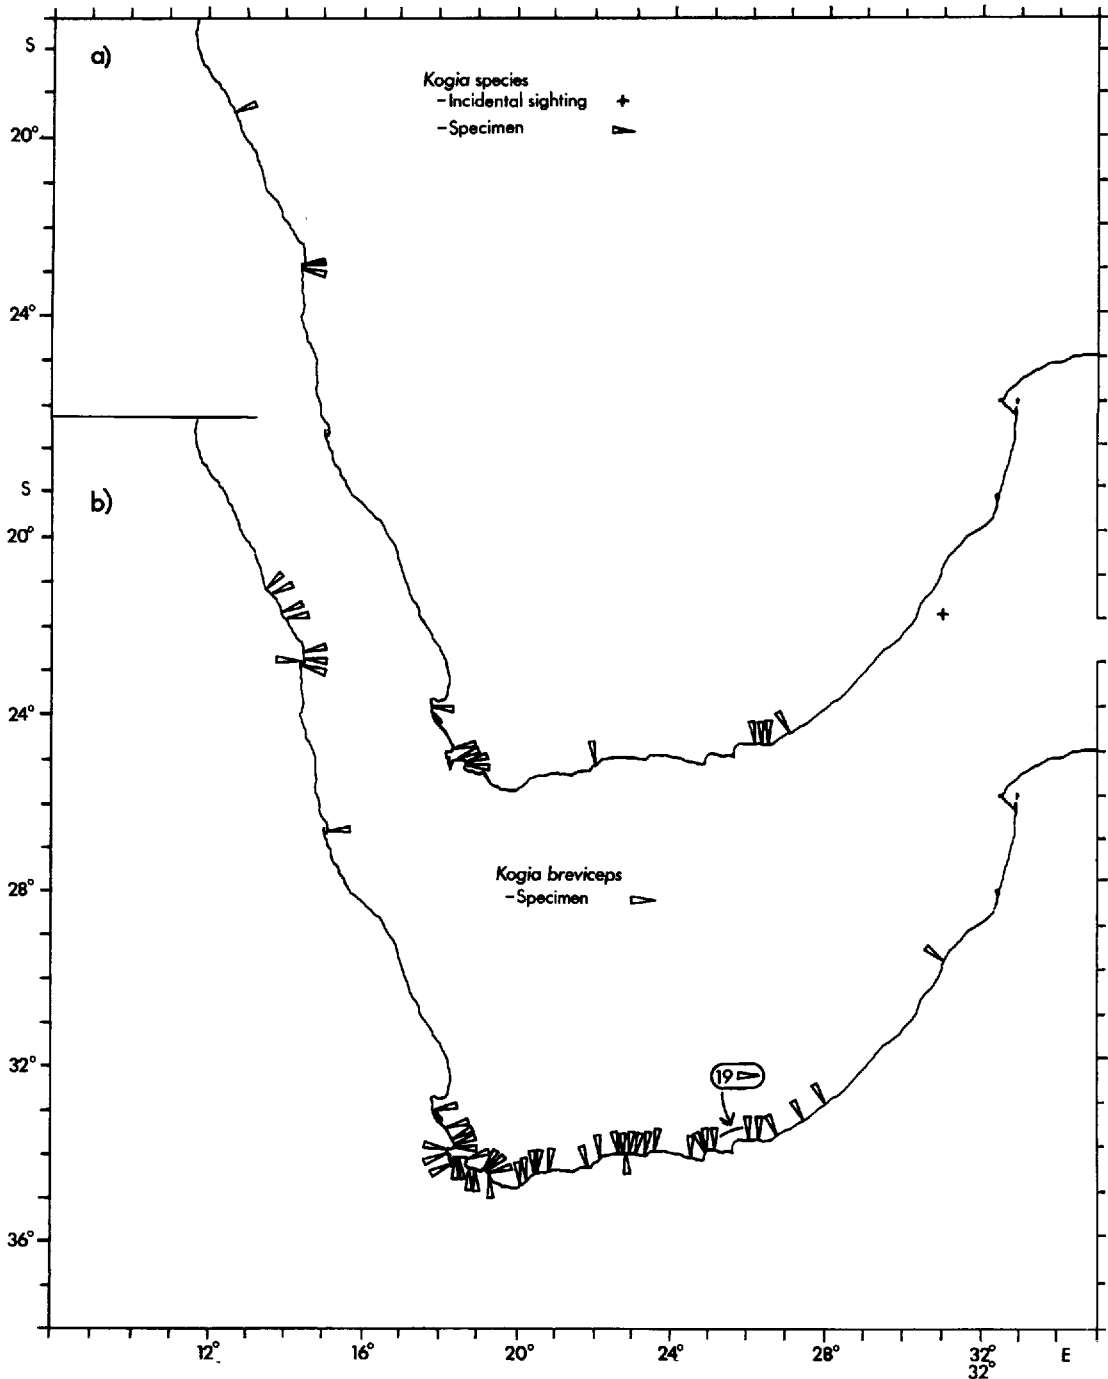 S
a)
Kogia species
–Incidental sighting
–Specimen
20°
24°
S
b)
20°
24°
28°
Kogia breviceps
–Specimen
32°
19
36°
12° 16° 20° 24° 28° 32° E
32°